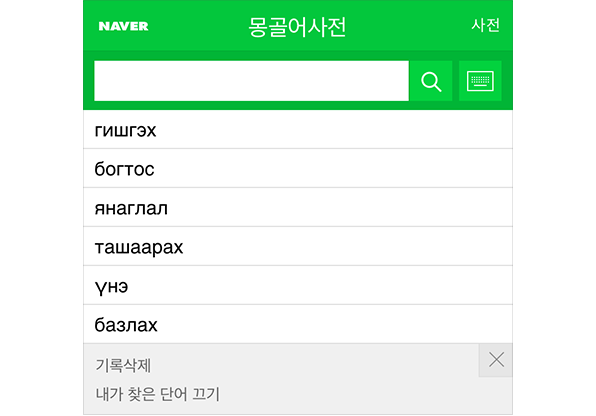 NAVER 몽골어사전 사전
гишгэх
богтос
янаглал
ташаарах
үнэ
базлах
기록삭제
내가 찾은 단어 끄기